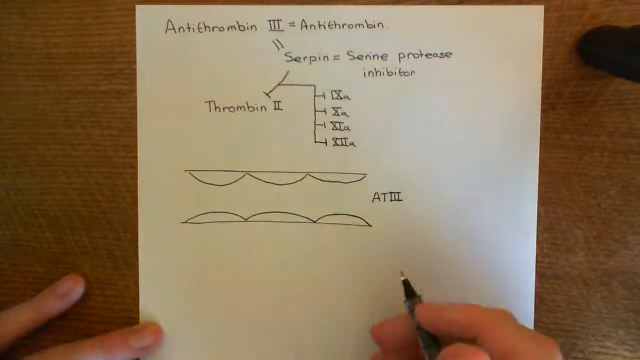 Antithrombin III = Antithrombin.
=
Serpin = Serine protease
inhibitor
Thrombin II
IXa
Xa
XIa
XIIa
ATIII